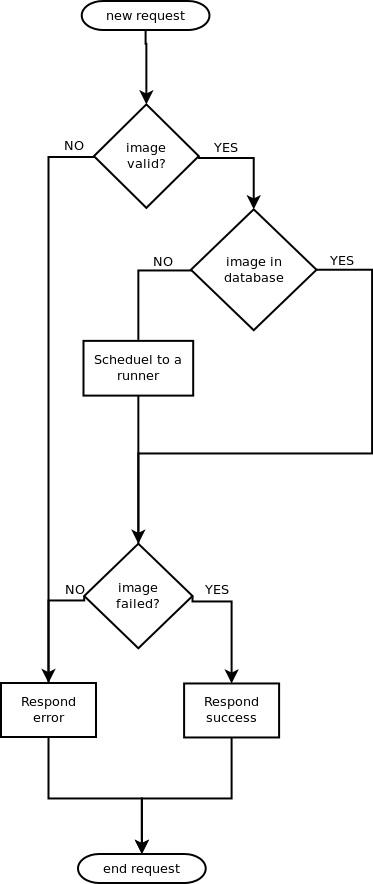 new request
NO
image
valid?
YES
image in
database
NO
YES
Scheduel to a
runner
image
failed?
NO
YES
Respond
error
Respond
success
end request